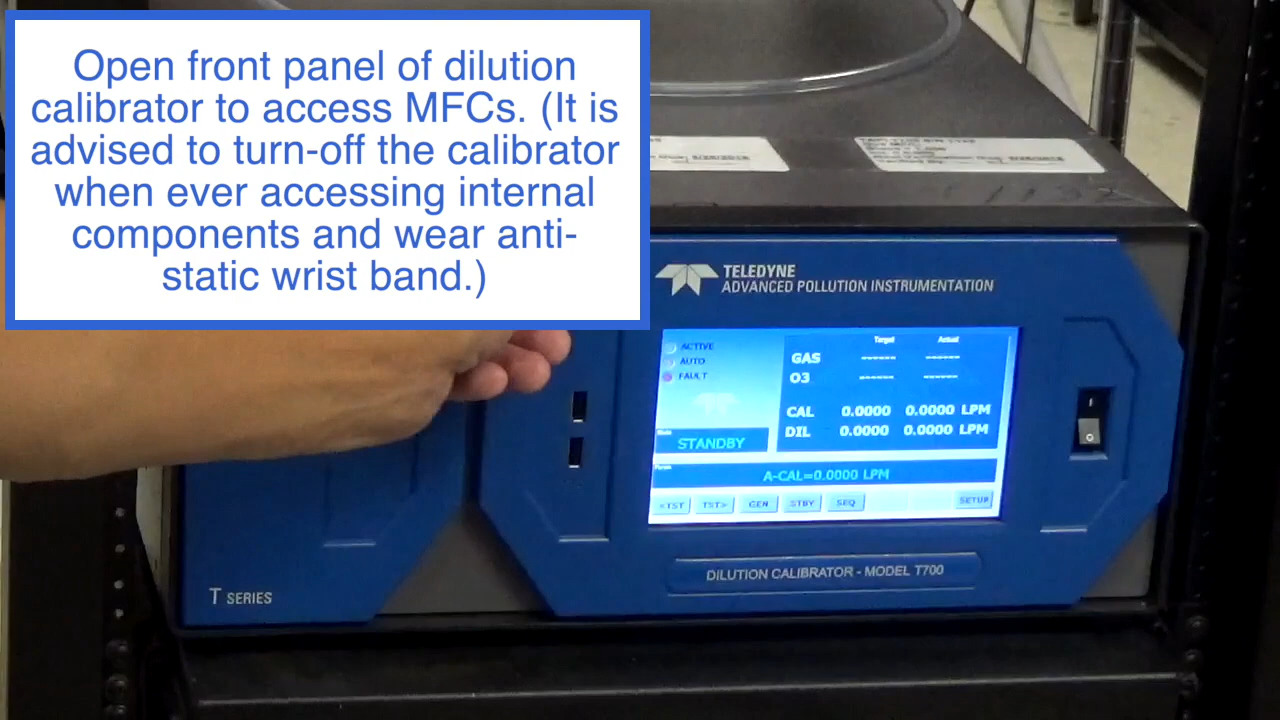 Open front panel of dilution
calibrator to access MFCs. (It is
advised to turn-off the calibrator
when ever accessing internal
components and wear anti-
static wrist band.)
TELEDYNE
ADVANCED POLLUTION INSTRUMENTATION
Target Actual
ACTIVE
AUTO
FAULT
GAS ------ ------
O3 ------ ------
CAL 0.0000 0.0000 LPM
DIL 0.0000 0.0000 LPM
Mode
STANDBY
A-CAL=0.0000 LPM
<TST TST> GEN STBY SEQ SETUP
DILUTION CALIBRATOR - MODEL T700
T SERIES